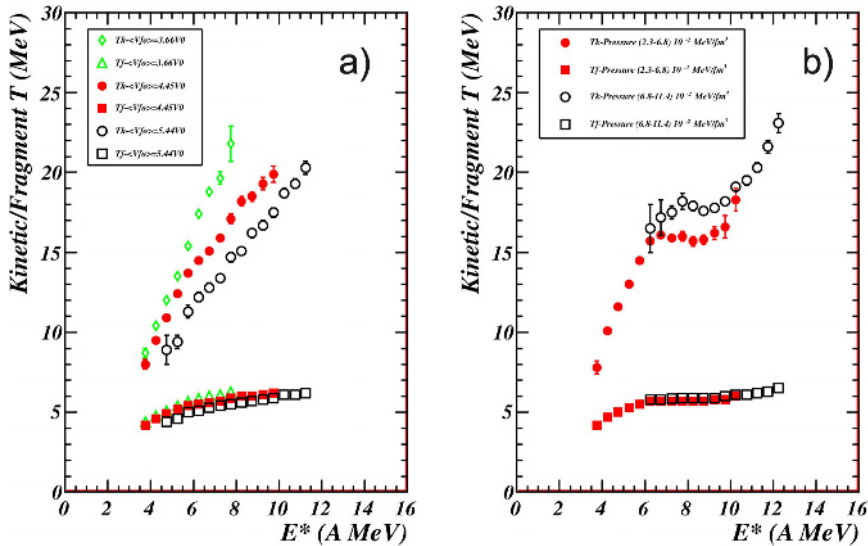 Kinetic/Fragment T (MeV)
30
25
20
15
10
5
0
0 2 4 6 8 10 12 14 16
E* (A MeV)
Th-<Vfo>=3.66V0
Tf-<Vfo>=3.66V0
Th-<Vfo>=4.45V0
Tf-<Vfo>=4.45V0
Th-<Vfo>=5.44V0
Tf-<Vfo>=5.44V0
a)
Kinetic/Fragment T (MeV)
30
25
20
15
10
5
0
0 2 4 6 8 10 12 14 16
E* (A MeV)
Th-Pressure (2.3-6.8) 10⁻² MeV/fm³
Tf-Pressure (2.3-6.8) 10⁻² MeV/fm³
Th-Pressure (6.8-11.4) 10⁻² MeV/fm³
Tf-Pressure (6.8-11.4) 10⁻² MeV/fm³
b)